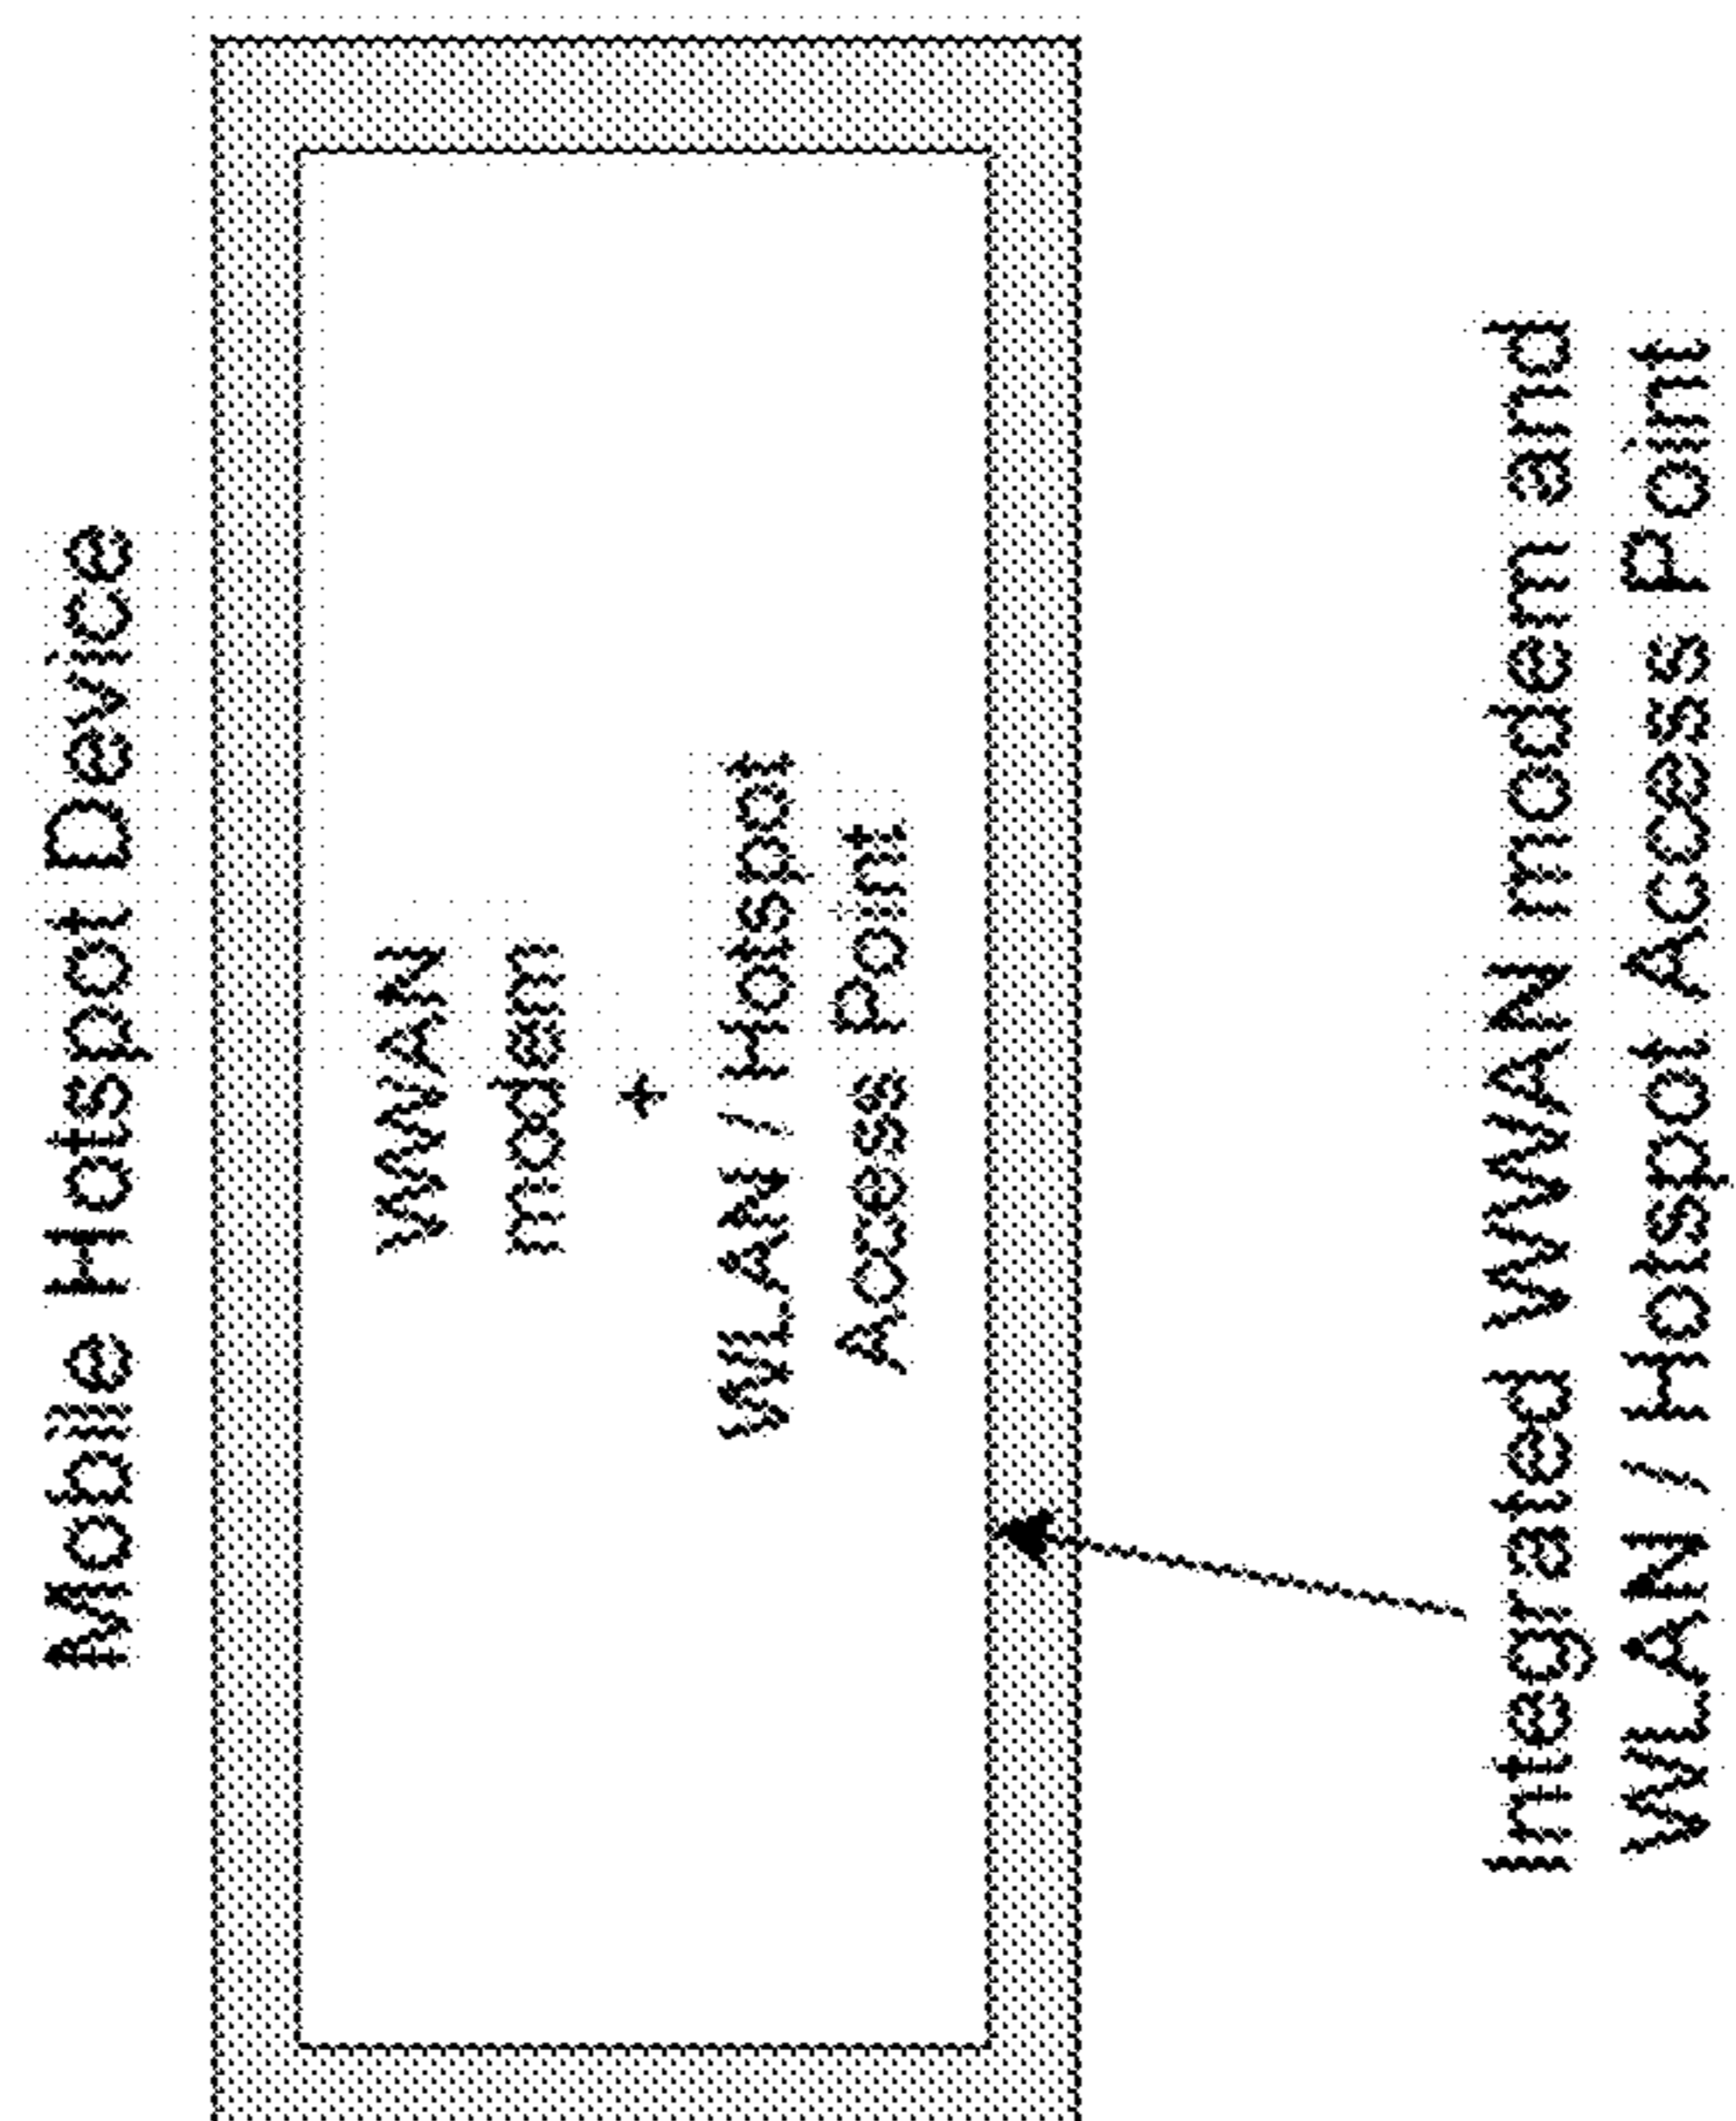 Mobile Hotspot Device
WWAN
modem
+
WLAN / Hotspot
Access Point
Integrated WWAN modem and
WLAN / Hotspot Access Point